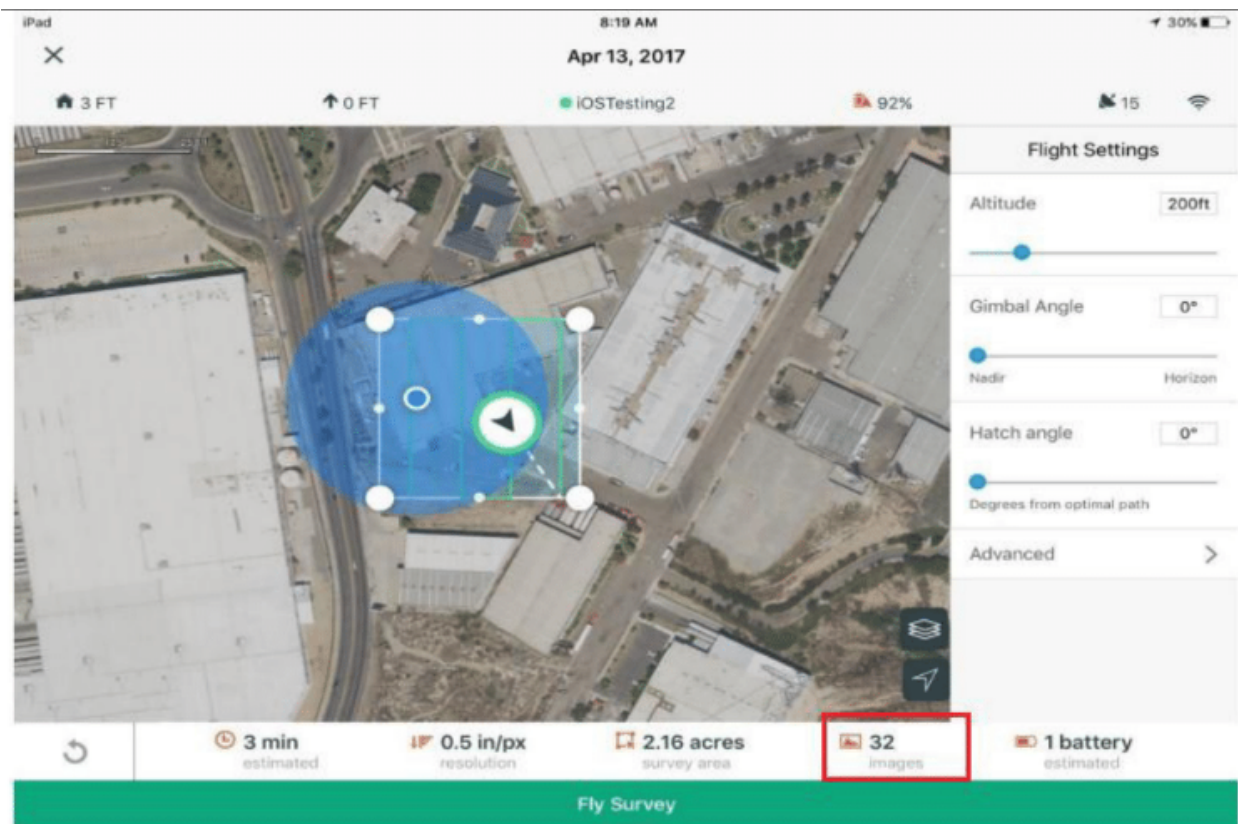 iPad 8:19 AM 30%
Apr 13, 2017
3 FT 0 FT iOSTesting2 92% 15
Flight Settings
Altitude 200ft
Gimbal Angle 0°
Nadir Horizon
Hatch angle 0°
Degrees from optimal path
Advanced
3 min 0.5 in/px 2.16 acres 32 1 battery
estimated resolution survey area images estimated
Fly Survey